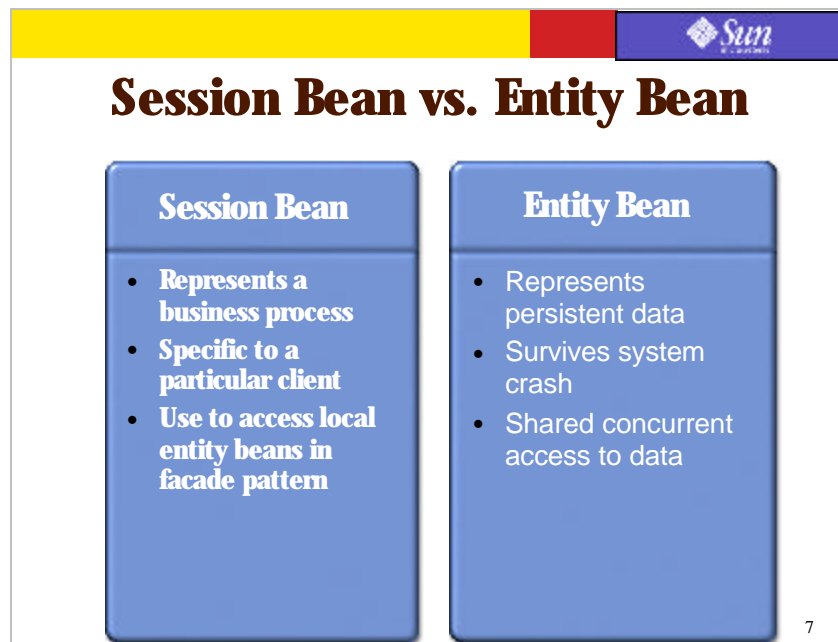 Sun
Session Bean vs. Entity Bean
Session Bean
• Represents a
business process
• Specific to a
particular client
• Use to access local
entity beans in
facade pattern
Entity Bean
• Represents
persistent data
• Survives system
crash
• Shared concurrent
access to data
7